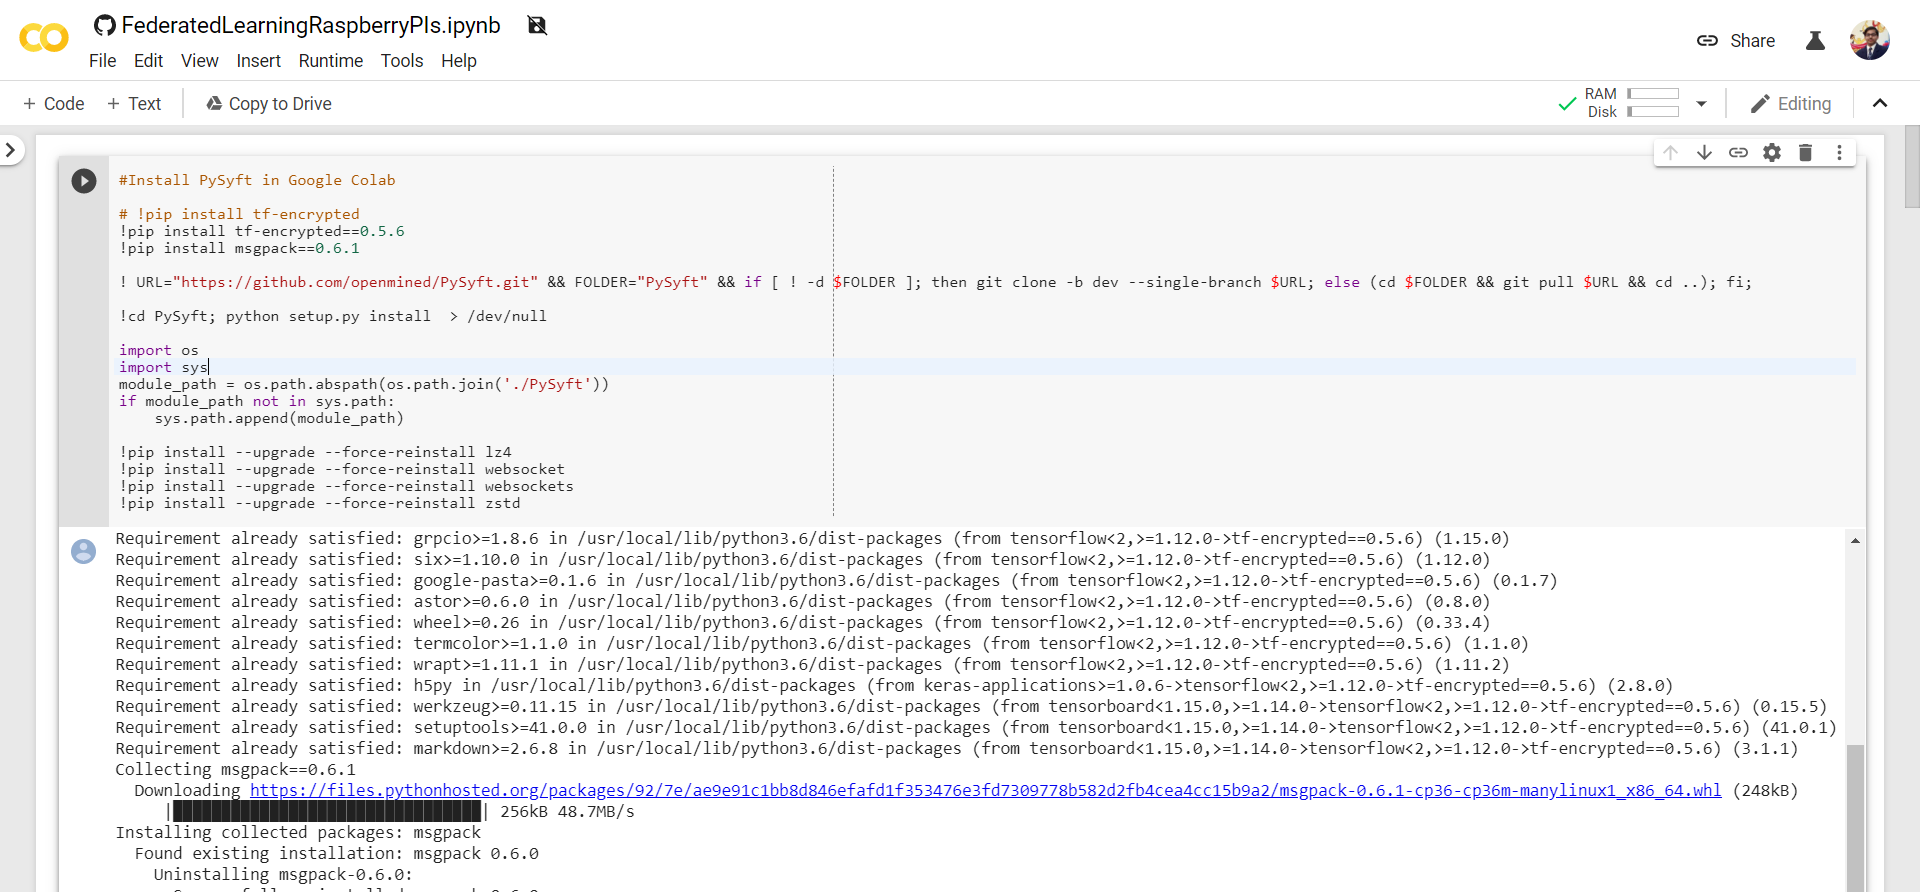 FederatedLearningRaspberryPIs.ipynb
File Edit View Insert Runtime Tools Help
Share
+ Code + Text Copy to Drive
RAM
Disk
Editing
#Install PySyft in Google Colab
# !pip install tf-encrypted
!pip install tf-encrypted==0.5.6
!pip install msgpack==0.6.1
! URL="https://github.com/openmined/PySyft.git" && FOLDER="PySyft" && if [ ! -d $FOLDER ]; then git clone -b dev --single-branch $URL; else (cd $FOLDER && git pull $URL && cd ..); fi;
!cd PySyft; python setup.py install  > /dev/null
import os
import sys
module_path = os.path.abspath(os.path.join('./PySyft'))
if module_path not in sys.path:
    sys.path.append(module_path)
!pip install --upgrade --force-reinstall lz4
!pip install --upgrade --force-reinstall websocket
!pip install --upgrade --force-reinstall websockets
!pip install --upgrade --force-reinstall zstd
Requirement already satisfied: grpcio>=1.8.6 in /usr/local/lib/python3.6/dist-packages (from tensorflow<2,>=1.12.0->tf-encrypted==0.5.6) (1.15.0)
Requirement already satisfied: six>=1.10.0 in /usr/local/lib/python3.6/dist-packages (from tensorflow<2,>=1.12.0->tf-encrypted==0.5.6) (1.12.0)
Requirement already satisfied: google-pasta>=0.1.6 in /usr/local/lib/python3.6/dist-packages (from tensorflow<2,>=1.12.0->tf-encrypted==0.5.6) (0.1.7)
Requirement already satisfied: astor>=0.6.0 in /usr/local/lib/python3.6/dist-packages (from tensorflow<2,>=1.12.0->tf-encrypted==0.5.6) (0.8.0)
Requirement already satisfied: wheel>=0.26 in /usr/local/lib/python3.6/dist-packages (from tensorflow<2,>=1.12.0->tf-encrypted==0.5.6) (0.33.4)
Requirement already satisfied: termcolor>=1.1.0 in /usr/local/lib/python3.6/dist-packages (from tensorflow<2,>=1.12.0->tf-encrypted==0.5.6) (1.1.0)
Requirement already satisfied: wrapt>=1.11.1 in /usr/local/lib/python3.6/dist-packages (from tensorflow<2,>=1.12.0->tf-encrypted==0.5.6) (1.11.2)
Requirement already satisfied: h5py in /usr/local/lib/python3.6/dist-packages (from keras-applications>=1.0.6->tensorflow<2,>=1.12.0->tf-encrypted==0.5.6) (2.8.0)
Requirement already satisfied: werkzeug>=0.11.15 in /usr/local/lib/python3.6/dist-packages (from tensorboard<1.15.0,>=1.14.0->tensorflow<2,>=1.12.0->tf-encrypted==0.5.6) (0.15.5)
Requirement already satisfied: setuptools>=41.0.0 in /usr/local/lib/python3.6/dist-packages (from tensorboard<1.15.0,>=1.14.0->tensorflow<2,>=1.12.0->tf-encrypted==0.5.6) (41.0.1)
Requirement already satisfied: markdown>=2.6.8 in /usr/local/lib/python3.6/dist-packages (from tensorboard<1.15.0,>=1.14.0->tensorflow<2,>=1.12.0->tf-encrypted==0.5.6) (3.1.1)
Collecting msgpack==0.6.1
  Downloading https://files.pythonhosted.org/packages/92/7e/ae9e91c1bb8d846efafd1f353476e3fd7309778b582d2fb4cea4cc15b9a2/msgpack-0.6.1-cp36-cp36m-manylinux1_x86_64.whl (248kB)
256kB 48.7MB/s
Installing collected packages: msgpack
  Found existing installation: msgpack 0.6.0
    Uninstalling msgpack-0.6.0: